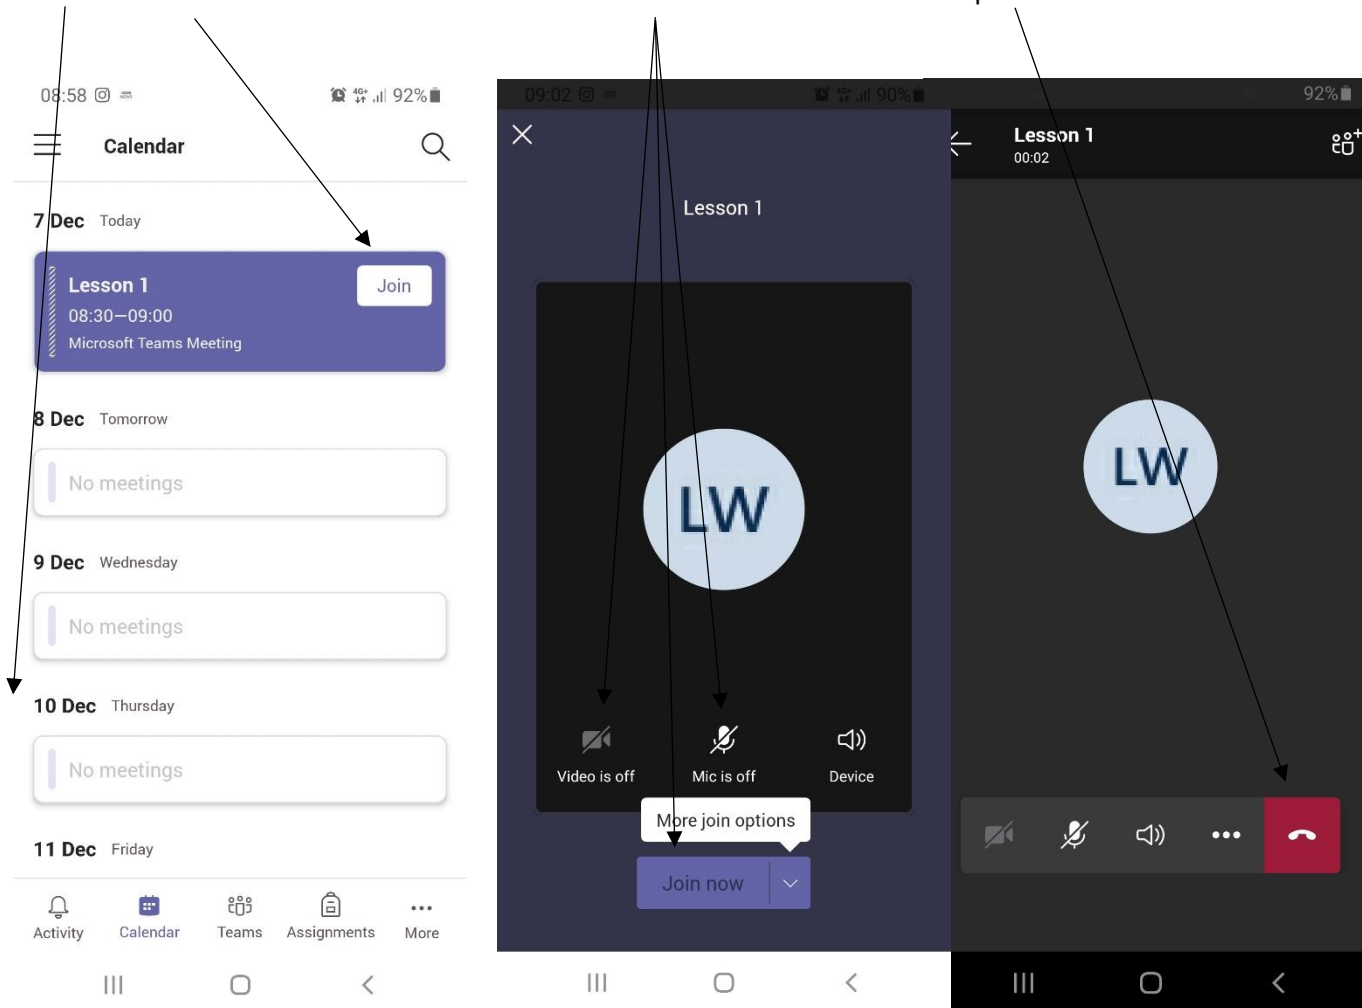 08:58
4G+
92%
Calendar
7 Dec Today
Lesson 1
Join
08:30—09:00
Microsoft Teams Meeting
8 Dec Tomorrow
No meetings
9 Dec Wednesday
No meetings
10 Dec Thursday
No meetings
11 Dec Friday
Activity
Calendar
Teams
Assignments
More
09:02
4G+
90%
Lesson 1
LW
Video is off
Mic is off
Device
More join options
Join now
92%
Lesson 1
00:02
LW